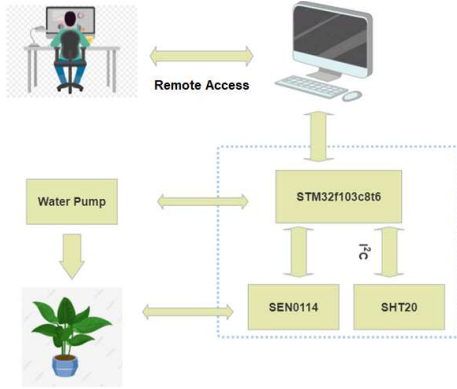 Remote Access
STM32f103c8t6
Water Pump
I²C
SEN0114
SHT20